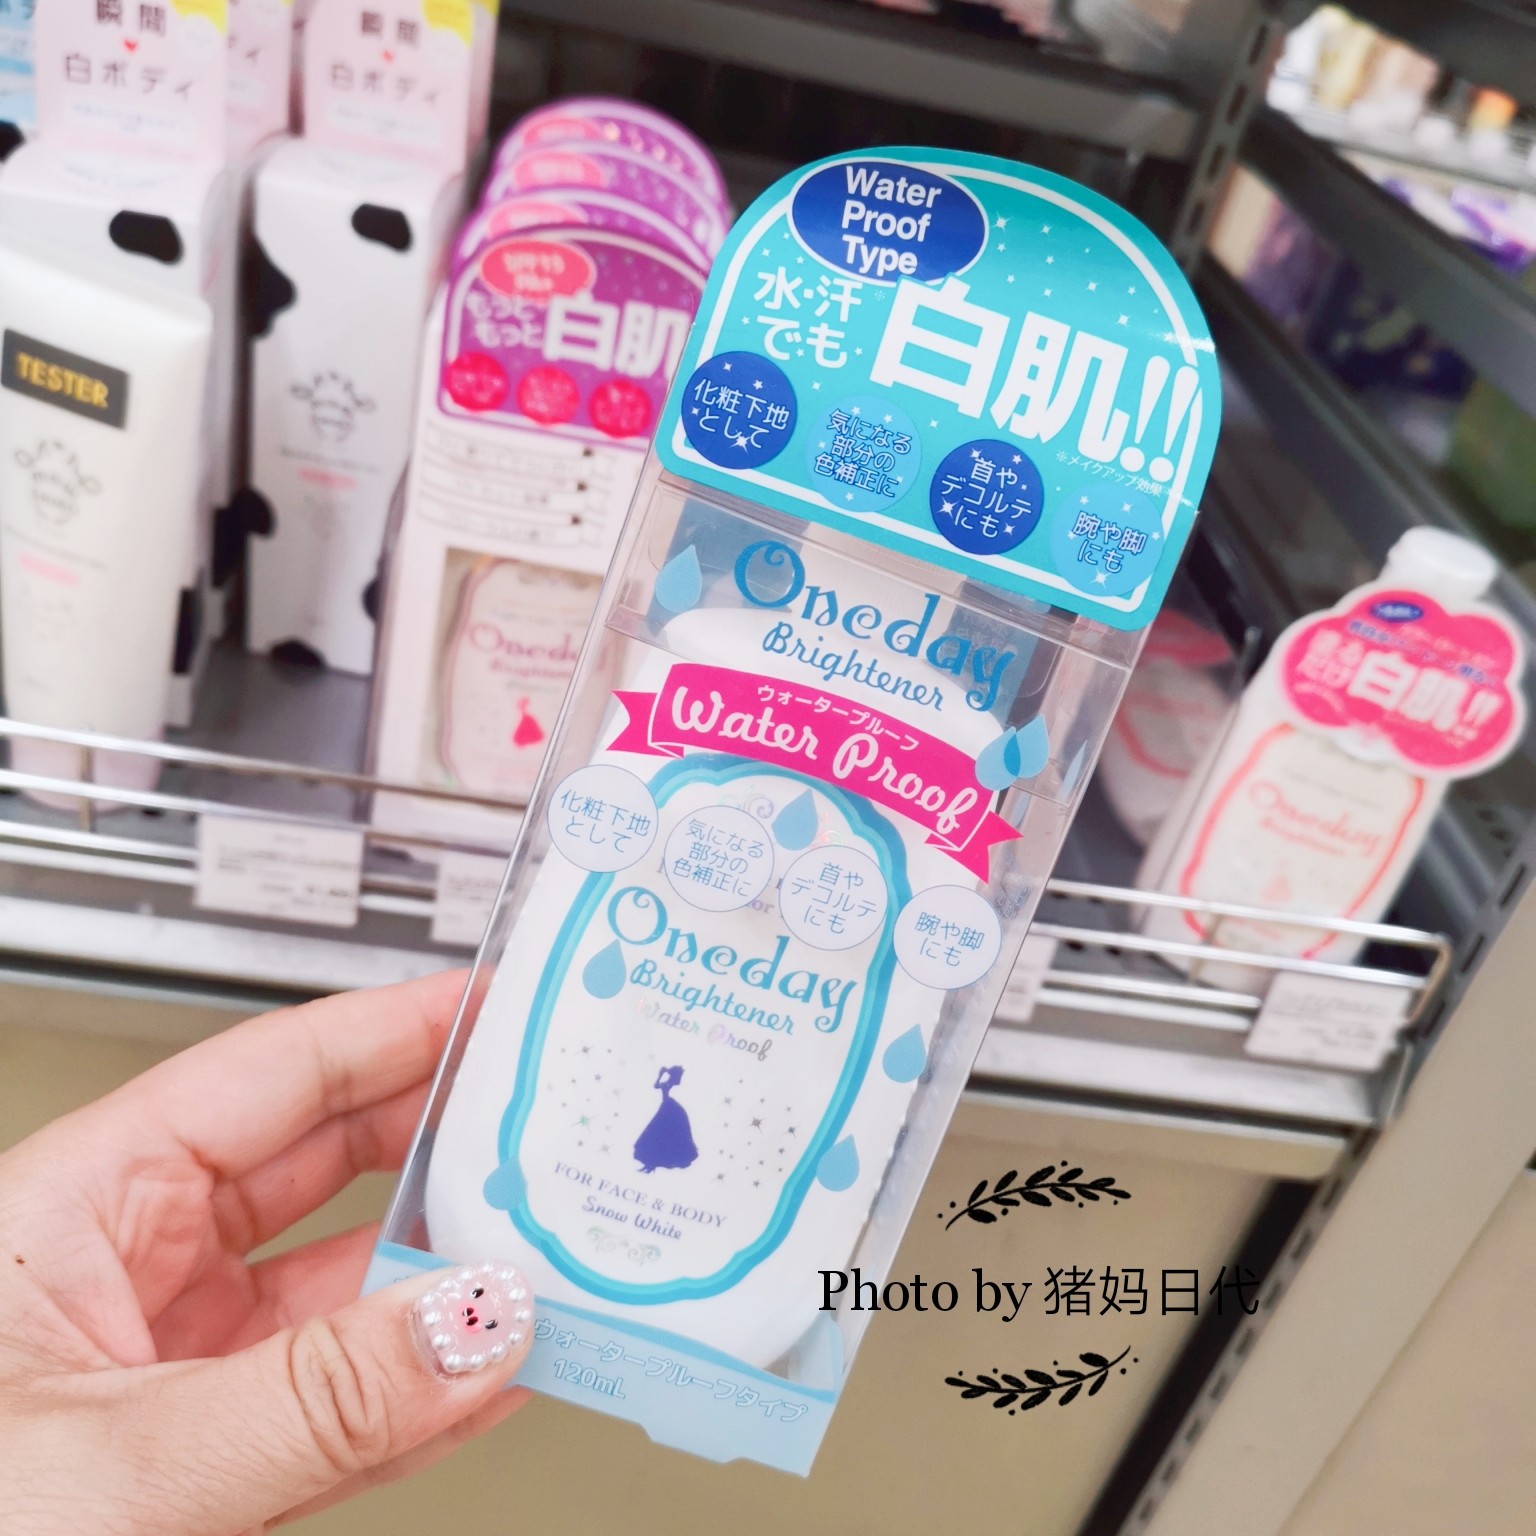 瞬間
白ボディ
瞬間
白ボディ
TESTER
もっと
もっと
白肌
Oneday
Water
Proof
Type
水・汗
でも
※
白肌!!
※メイクアップ効果
化粧下地
として
気になる
部分の
色補正に
首や
デコルテ
にも
腕や脚
にも
Oneday
Brightener
ウォータープルーフ
Water Proof
化粧下地
として
気になる
部分の
色補正に
首や
デコルテ
にも
腕や脚
にも
Oneday
Brightener
Water Proof
FOR FACE & BODY
Snow White
ウォータープルーフタイプ
120mL
白肌!!
Oneday
Brightener
Photo by 猪妈日代